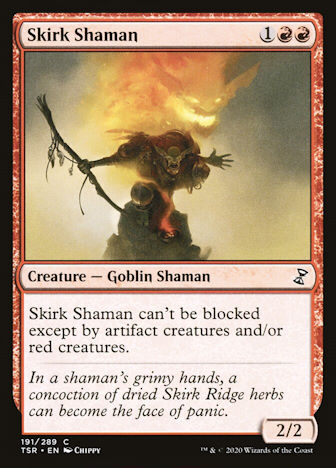 Skirk Shaman 1
Creature — Goblin Shaman
Skirk Shaman can't be blocked
except by artifact creatures and/or
red creatures.
In a shaman's grimy hands, a
concoction of dried Skirk Ridge herbs
can become the face of panic.
2/2
191/289 C
TSR • EN Chippy
™ & © 2020 Wizards of the Coast